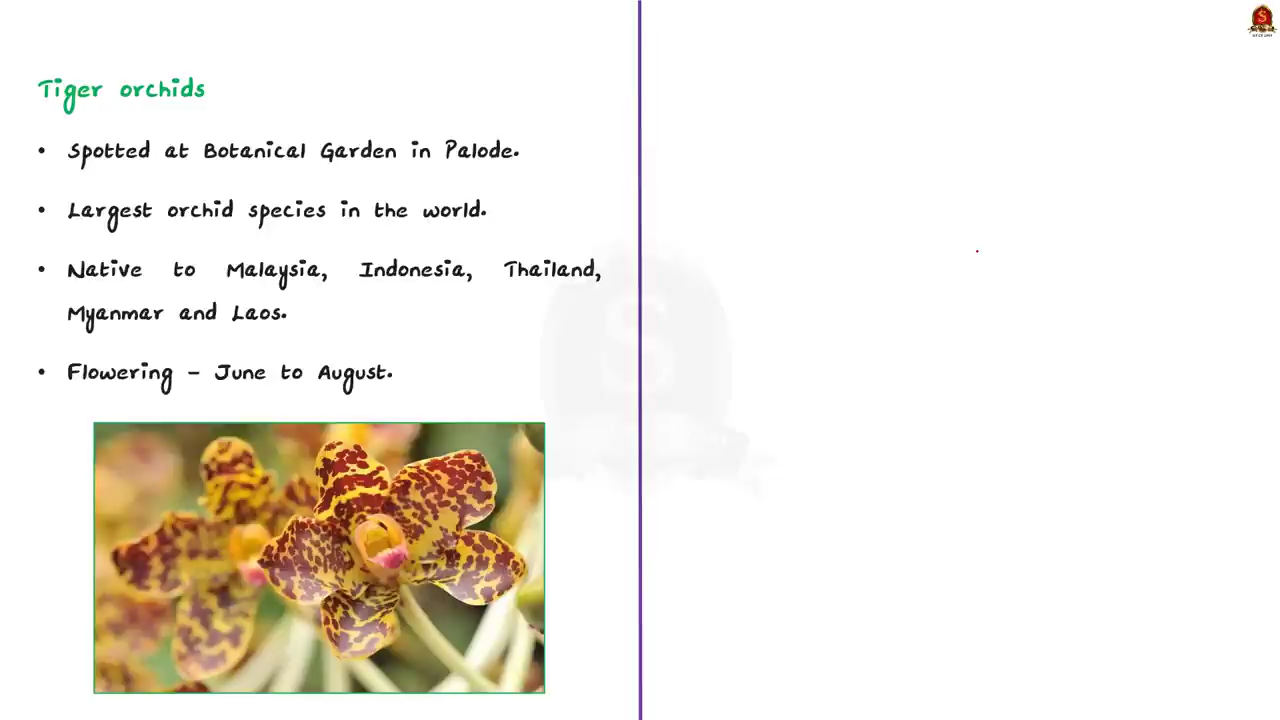 Tiger orchids
• Spotted at Botanical Garden in Palode.
• Largest orchid species in the world.
• Native to Malaysia, Indonesia, Thailand,
Myanmar and Laos.
• Flowering – June to August.